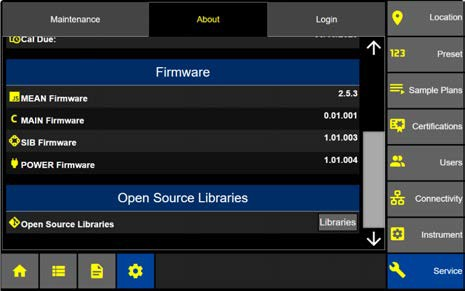 Maintenance
About
Login
Cal Due:
Firmware
MEAN Firmware 2.5.3
MAIN Firmware 0.01.001
SIB Firmware 1.01.003
POWER Firmware 1.01.004
Open Source Libraries
Open Source Libraries Libraries
Location
123 Preset
Sample Plans
Certifications
Users
Connectivity
Instrument
Service